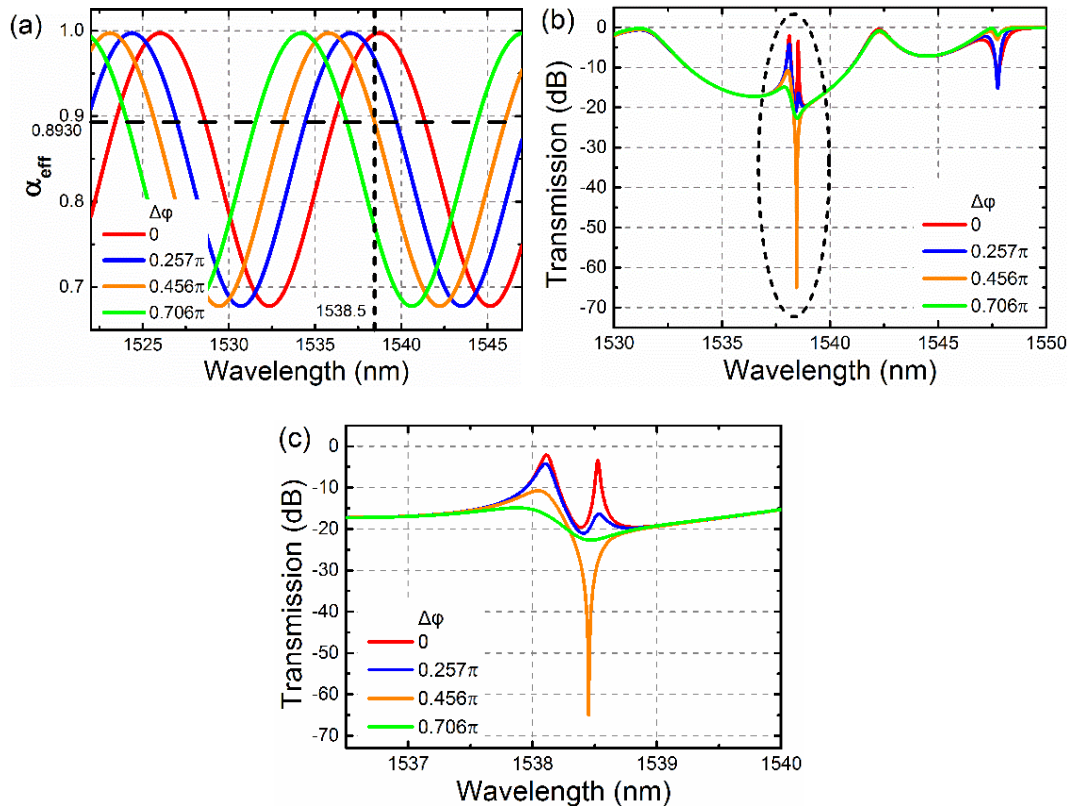 (a)
1.0
0.9
0.8930
0.8
0.7
αeff
Δφ
0
0.257π
0.456π
0.706π
1538.5
1525 1530 1535 1540 1545
Wavelength (nm)
(b)
0
-10
-20
-30
-40
-50
-60
-70
Transmission (dB)
Δφ
0
0.257π
0.456π
0.706π
1530 1535 1540 1545 1550
Wavelength (nm)
(c)
0
-10
-20
-30
-40
-50
-60
-70
Transmission (dB)
Δφ
0
0.257π
0.456π
0.706π
1537 1538 1539 1540
Wavelength (nm)